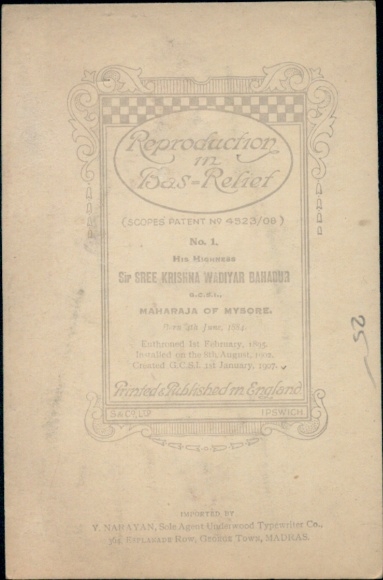 Reproduction
in
Bas=Relief
(SCOPES' PATENT No 4523/08)
No. 1.
HIS HIGHNESS
Sir SREE KRISHNA WADIYAR BAHADUR
G.C.S.I.,
MAHARAJA OF MYSORE.
Born 4th June, 1884.
Enthroned 1st February, 1895.
Installed on the 8th August, 1902.
Created G.C.S.I. 1st January, 1907.
Printed & Published in England
IPSWICH
25
IMPORTED BY
V. NARAYAN, Sole Agent Underwood Typewriter Co.,
ESPLANADE ROW, GEORGE TOWN, MADRAS.